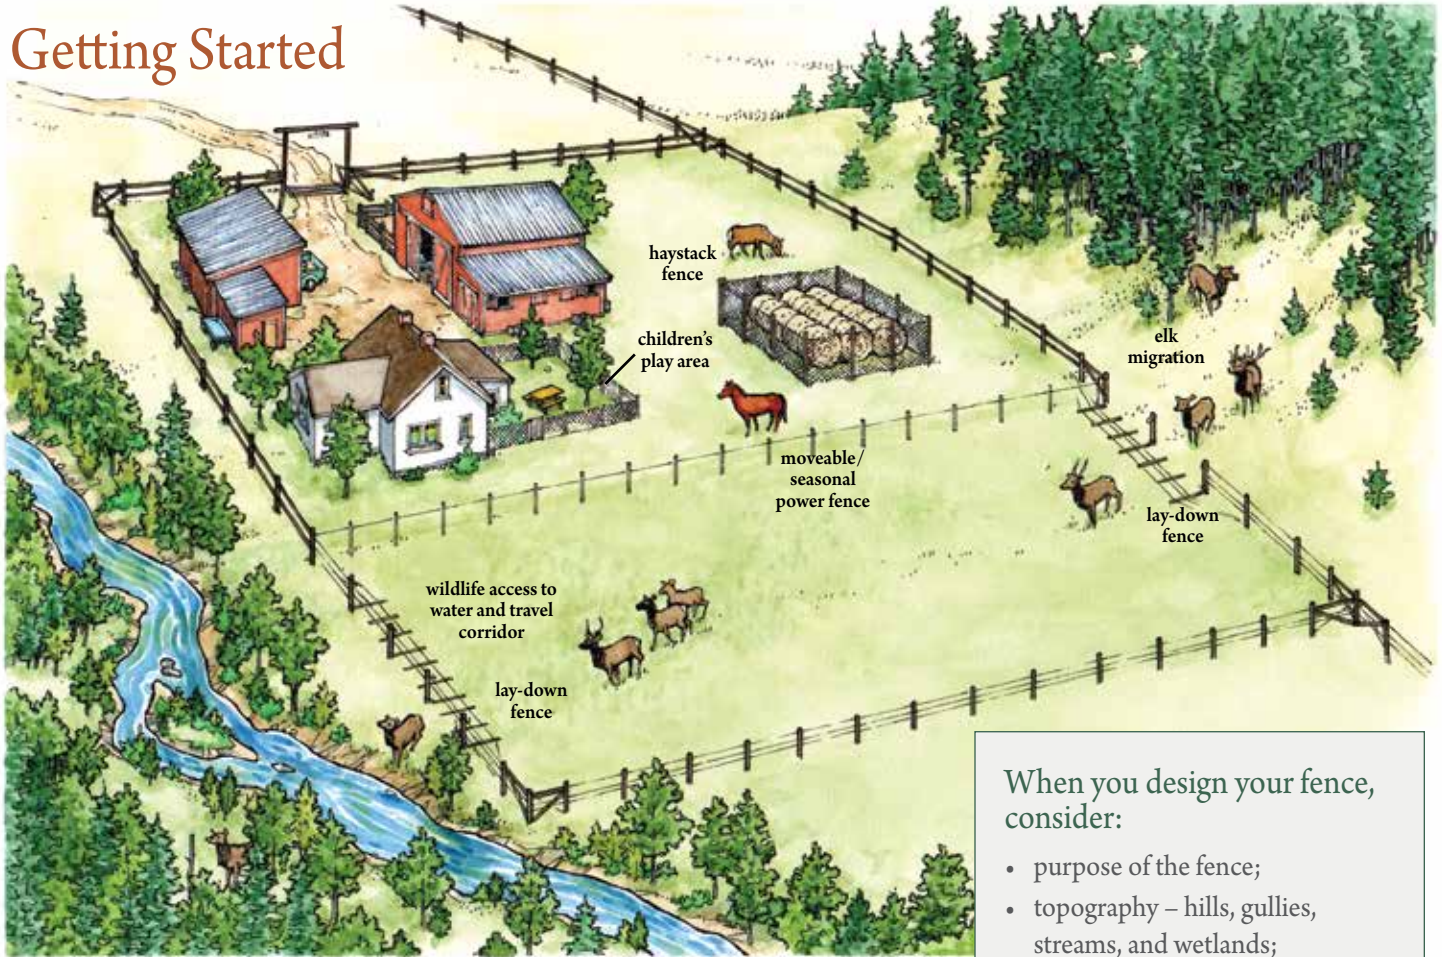 Getting Started
haystack
fence
children's
play area
elk
migration
moveable/
seasonal
power fence
lay-down
fence
wildlife access to
water and travel
corridor
lay-down
fence
When you design your fence,
consider:
• purpose of the fence;
• topography – hills, gullies,
streams, and wetlands;